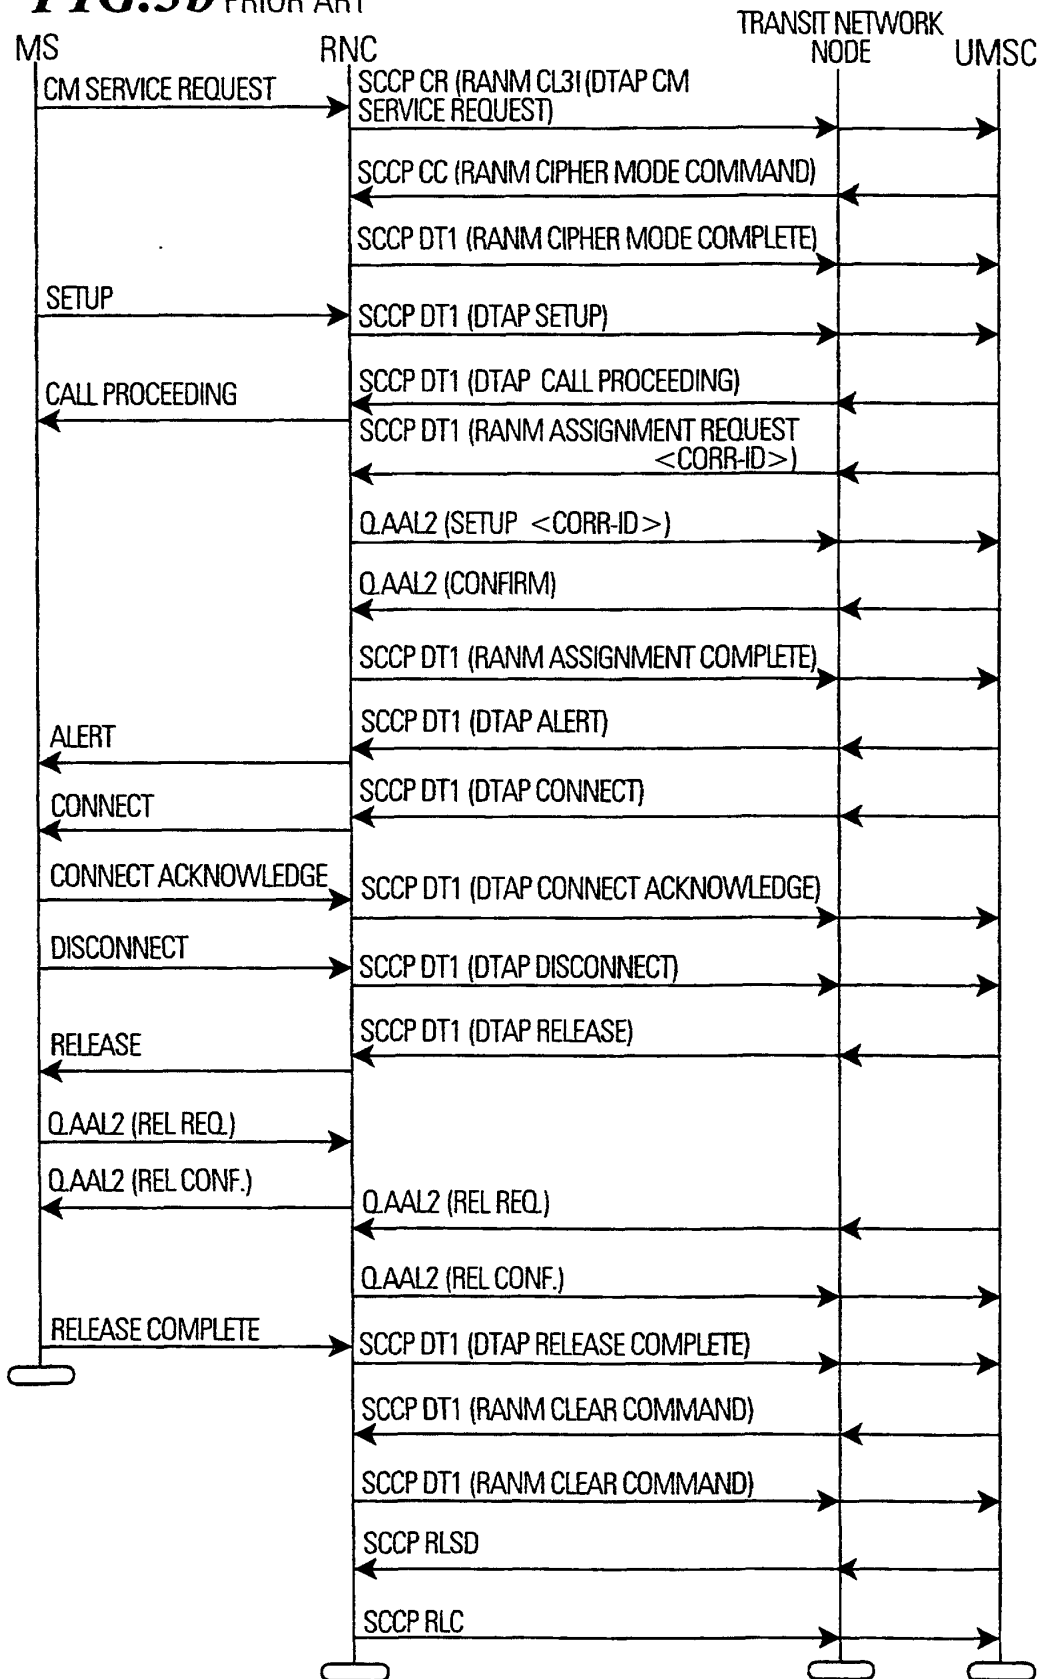 FIG.3b PRIOR ART
TRANSIT NETWORK
MS RNC NODE UMSC
CM SERVICE REQUEST
SCCP CR (RANM CL3I (DTAP CM
SERVICE REQUEST)
SCCP CC (RANM CIPHER MODE COMMAND)
SCCP DT1 (RANM CIPHER MODE COMPLETE)
SETUP
SCCP DT1 (DTAP SETUP)
SCCP DT1 (DTAP CALL PROCEEDING)
CALL PROCEEDING
SCCP DT1 (RANM ASSIGNMENT REQUEST
<CORR-ID>)
Q.AAL2 (SETUP <CORR-ID>)
Q.AAL2 (CONFIRM)
SCCP DT1 (RANM ASSIGNMENT COMPLETE)
SCCP DT1 (DTAP ALERT)
ALERT
SCCP DT1 (DTAP CONNECT)
CONNECT
CONNECT ACKNOWLEDGE
SCCP DT1 (DTAP CONNECT ACKNOWLEDGE)
DISCONNECT
SCCP DT1 (DTAP DISCONNECT)
SCCP DT1 (DTAP RELEASE)
RELEASE
Q.AAL2 (REL REQ.)
Q.AAL2 (REL CONF.)
Q.AAL2 (REL REQ.)
Q.AAL2 (REL CONF.)
RELEASE COMPLETE
SCCP DT1 (DTAP RELEASE COMPLETE)
SCCP DT1 (RANM CLEAR COMMAND)
SCCP DT1 (RANM CLEAR COMMAND)
SCCP RLSD
SCCP RLC